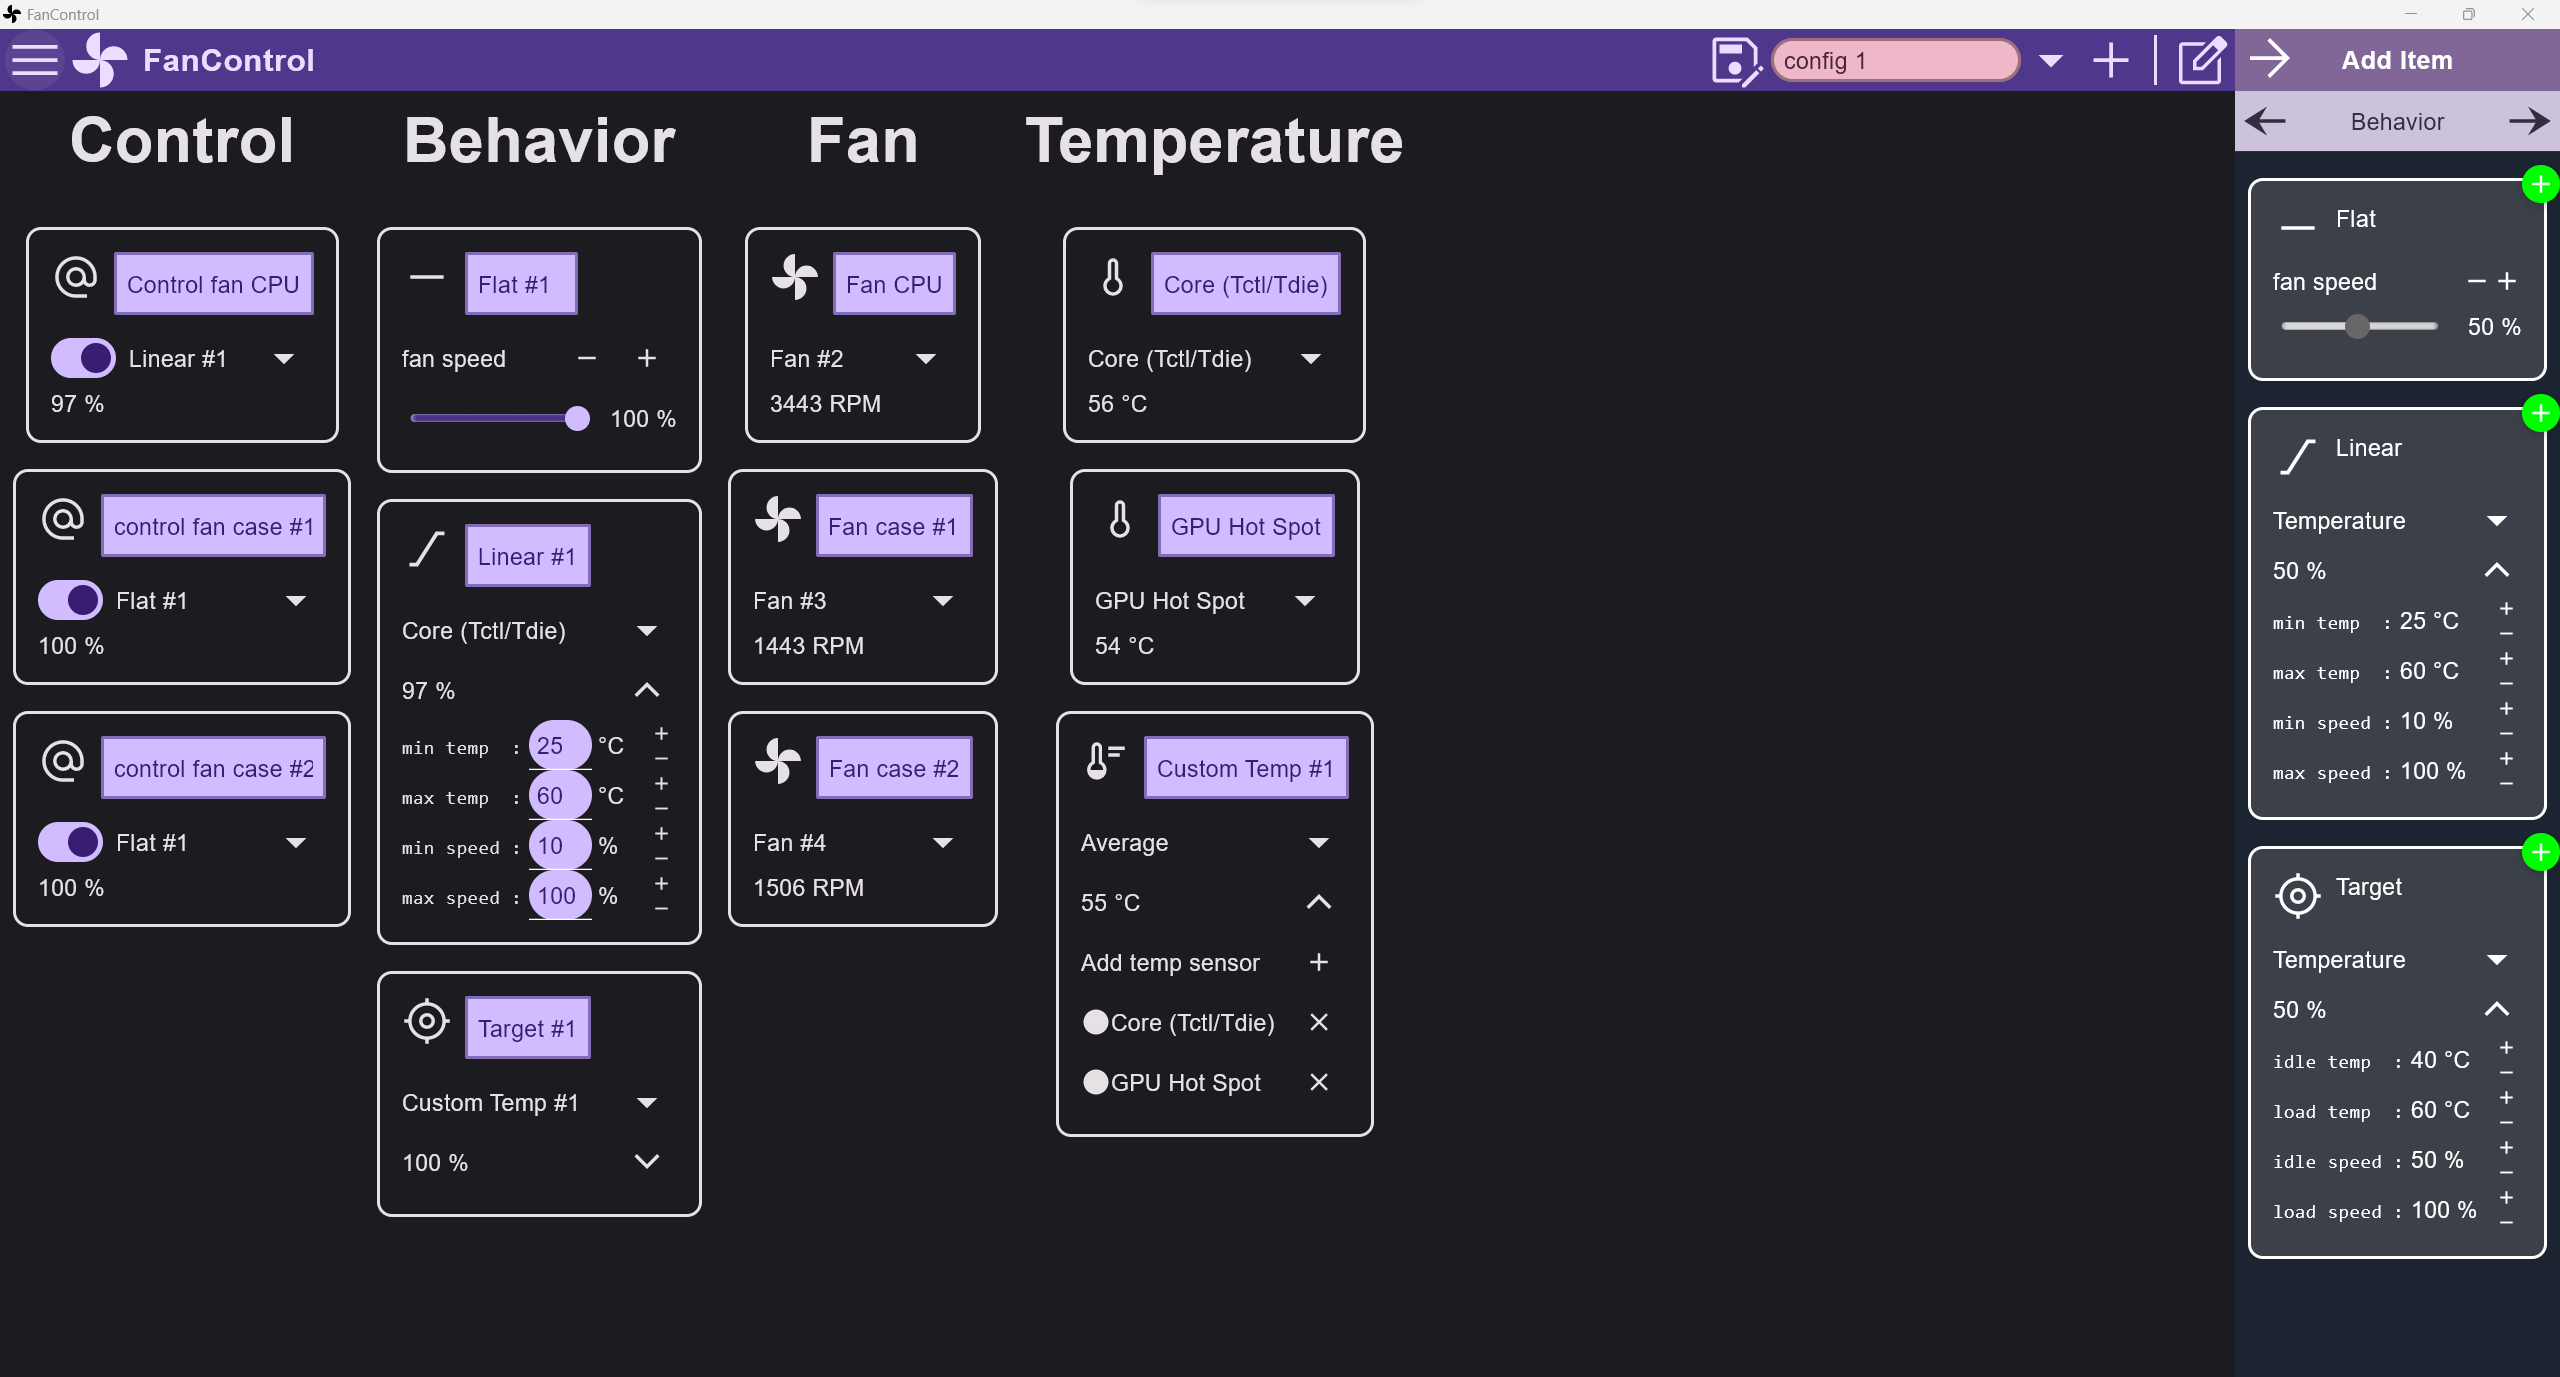 FanControl
FanControl
config 1
Add Item
Behavior
Control
Control fan CPU
Linear #1
97 %
control fan case #1
Flat #1
100 %
control fan case #2
Flat #1
100 %
Behavior
Flat #1
fan speed
100 %
Linear #1
Core (Tctl/Tdie)
97 %
min temp : 25 °C
max temp : 60 °C
min speed : 10 %
max speed : 100 %
Target #1
Custom Temp #1
100 %
Fan
Fan CPU
Fan #2
3443 RPM
Fan case #1
Fan #3
1443 RPM
Fan case #2
Fan #4
1506 RPM
Temperature
Core (Tctl/Tdie)
Core (Tctl/Tdie)
56 °C
GPU Hot Spot
GPU Hot Spot
54 °C
Custom Temp #1
Average
55 °C
Add temp sensor
Core (Tctl/Tdie)
GPU Hot Spot
Flat
fan speed
50 %
Linear
Temperature
50 %
min temp : 25 °C
max temp : 60 °C
min speed : 10 %
max speed : 100 %
Target
Temperature
50 %
idle temp : 40 °C
load temp : 60 °C
idle speed : 50 %
load speed : 100 %